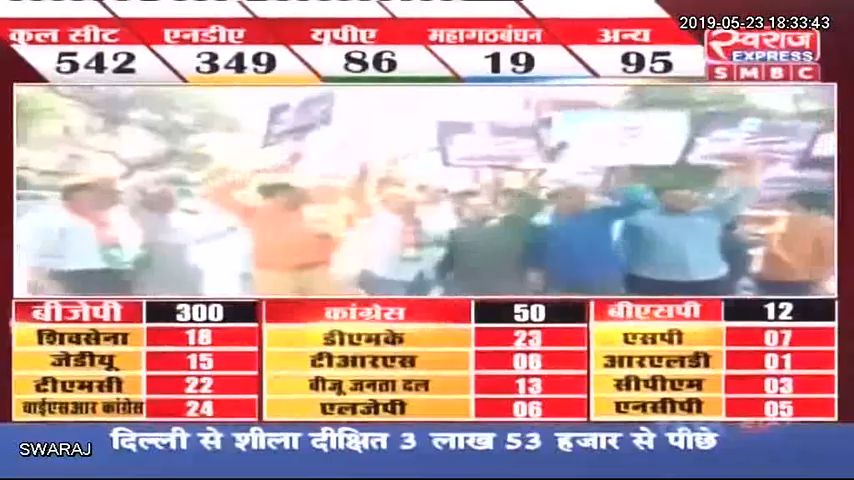 2019-05-23 18:33:43
कुल सीट एनडीए यूपीए महागठबंधन अन्य
542 349 86 19 95
स्वराज
EXPRESS
SMBC
बीजेपी 300 कांग्रेस 50 बीएसपी 12
शिवसेना 18 डीएमके 23 एसपी 07
जेडीयू 15 टीआरएस 08 आरएलडी 01
टीएमसी 22 बीजू जनता दल 13 सीपीएम 03
वाईएसआर कांग्रेस 24 एलजेपी 06 एनसीपी 05
दिल्ली से शीला दीक्षित 3 लाख 53 हजार से पीछे
SWARAJ